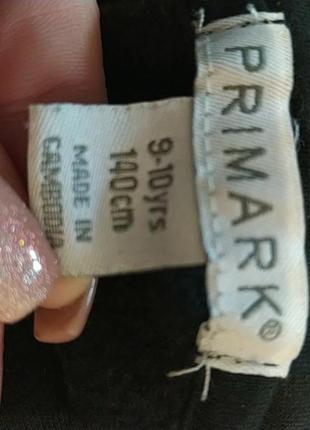 PRIMARK®
9-10yrs
140cm
MADE IN
CAMBODIA